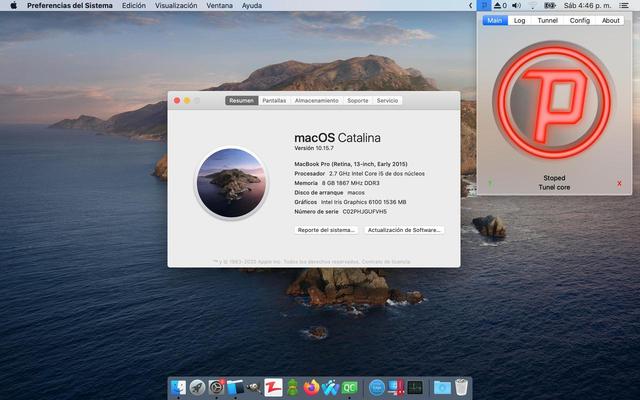 Preferencias del Sistema Edición Visualización Ventana Ayuda
0 Sáb 4:46 p. m.
Main Log Tunnel Config About
P
Stoped
Tunel core
? X
Resumen Pantallas Almacenamiento Soporte Servicio
macOS Catalina
Versión 10.15.7
MacBook Pro (Retina, 13-inch, Early 2015)
Procesador 2.7 GHz Intel Core i5 de dos núcleos
Memoria 8 GB 1867 MHz DDR3
Disco de arranque macos
Gráficos Intel Iris Graphics 6100 1536 MB
Número de serie C02PHJGUFVH5
Reporte del sistema... Actualización de Software...
™ y © 1983-2020 Apple Inc. Todos los derechos reservados. Contrato de licencia
QC